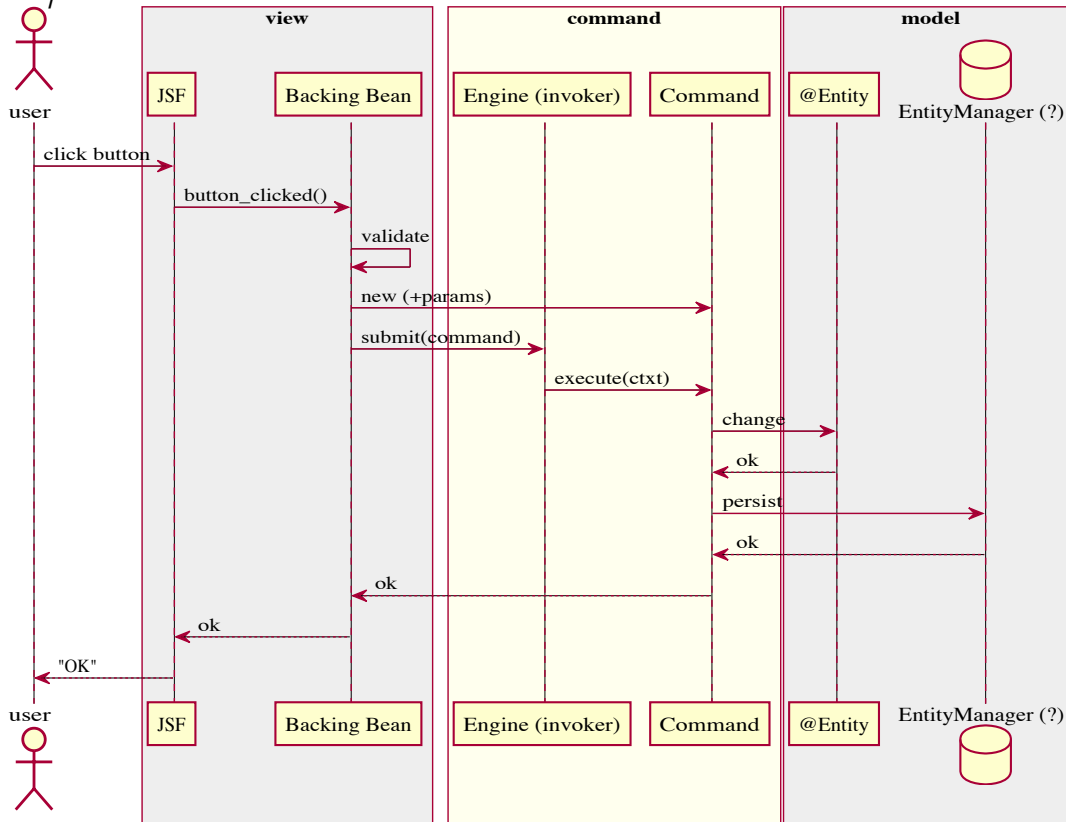 view
command
model
user
JSF
Backing Bean
Engine (invoker)
Command
@Entity
EntityManager (?)
click button
button_clicked()
validate
new (+params)
submit(command)
execute(ctxt)
change
ok
persist
ok
ok
ok
"OK"
user
JSF
Backing Bean
Engine (invoker)
Command
@Entity
EntityManager (?)